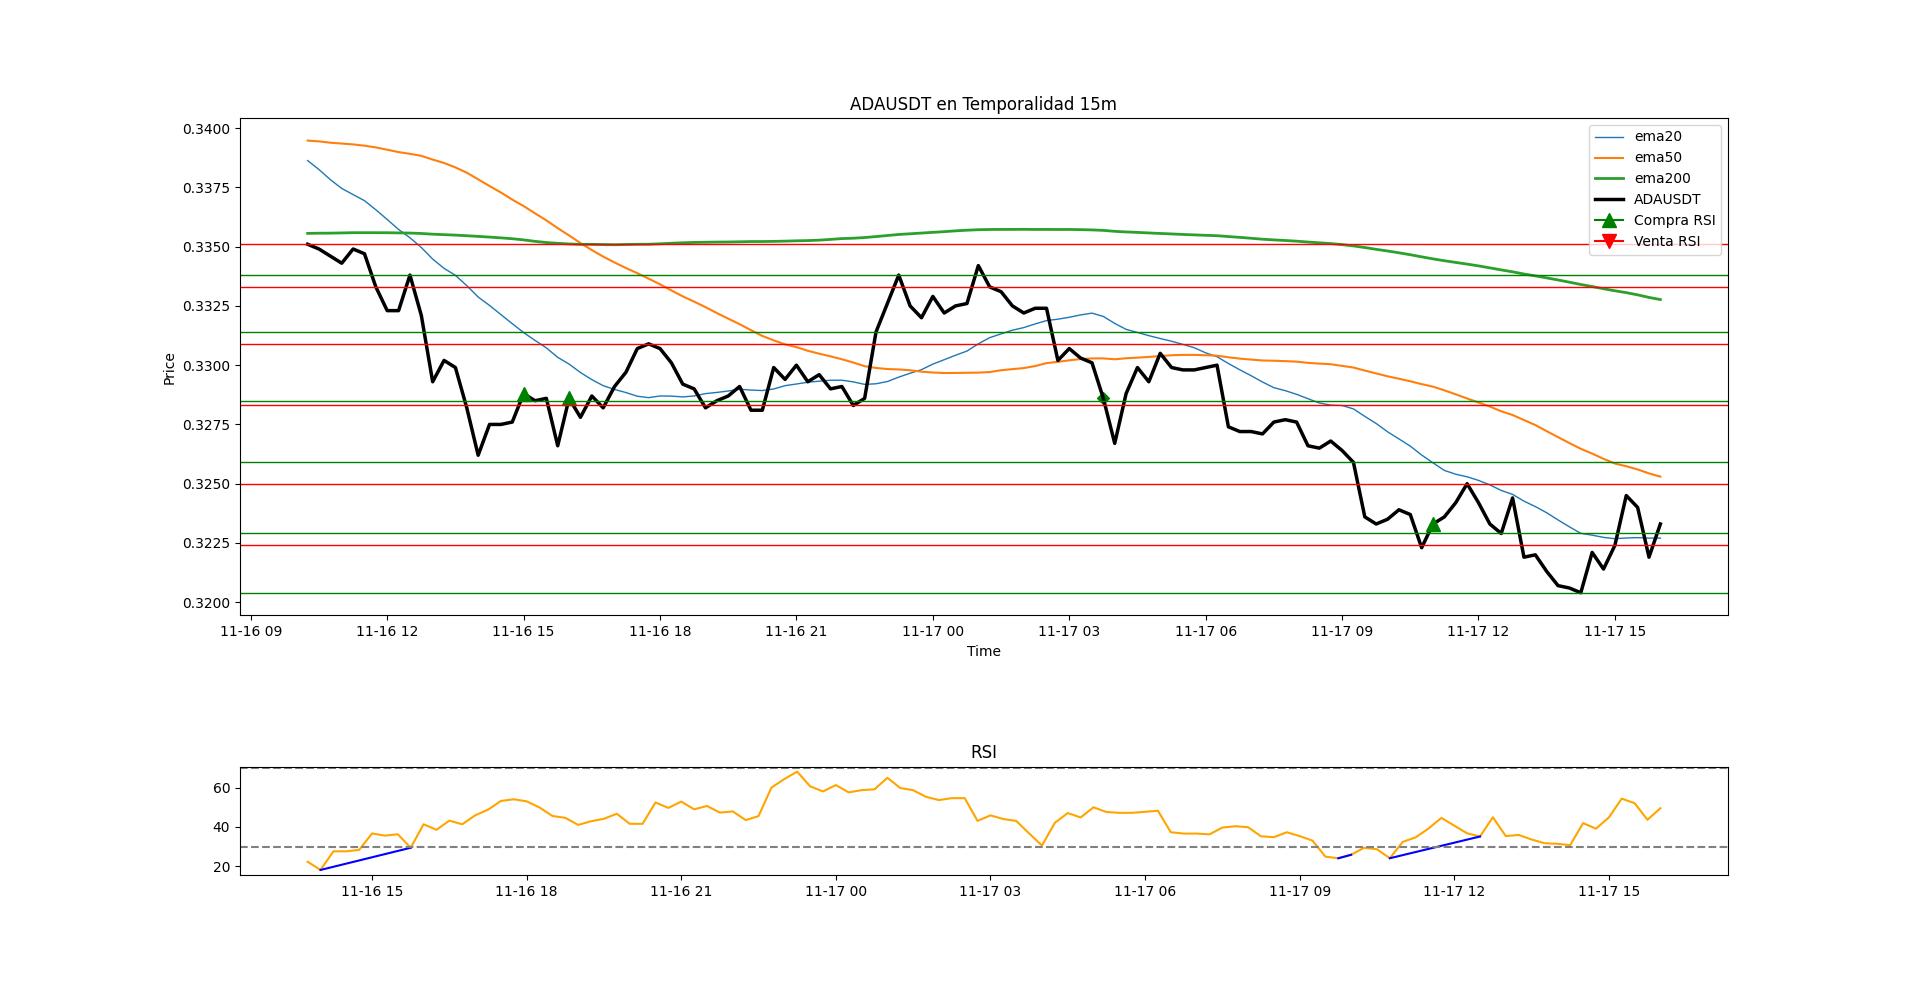 ADAUSDT en Temporalidad 15m
0.3400
0.3375
0.3350
0.3325
0.3300
0.3275
0.3250
0.3225
0.3200
Price
ema20
ema50
ema200
ADAUSDT
Compra RSI
Venta RSI
11-16 09 11-16 12 11-16 15 11-16 18 11-16 21 11-17 00 11-17 03 11-17 06 11-17 09 11-17 12 11-17 15
Time
RSI
60
40
20
11-16 15 11-16 18 11-16 21 11-17 00 11-17 03 11-17 06 11-17 09 11-17 12 11-17 15